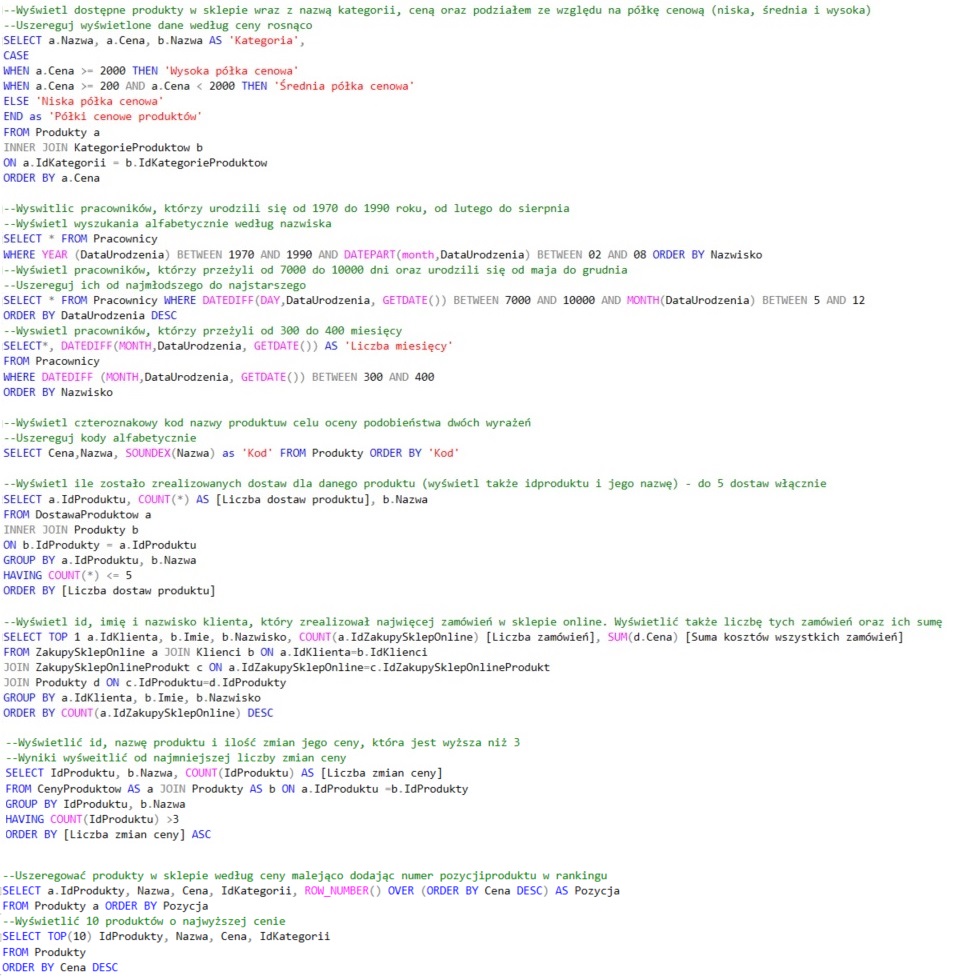 --Wyświetl dostępne produkty w sklepie wraz z nazwą kategorii, ceną oraz podziałem ze względu na półkę cenową (niska, średnia i wysoka)
--Uszereguj wyświetlone dane według ceny rosnąco
SELECT a.Nazwa, a.Cena, b.Nazwa AS 'Kategoria',
CASE
WHEN a.Cena >= 2000 THEN 'Wysoka półka cenowa'
WHEN a.Cena >= 200 AND a.Cena < 2000 THEN 'Średnia półka cenowa'
ELSE 'Niska półka cenowa'
END as 'Półki cenowe produktów'
FROM Produkty a
INNER JOIN KategorieProduktow b
ON a.IdKategorii = b.IdKategorieProduktow
ORDER BY a.Cena
--Wyswitlic pracowników, którzy urodzili się od 1970 do 1990 roku, od lutego do sierpnia
--Wyświetl wyszukania alfabetycznie według nazwiska
SELECT * FROM Pracownicy
WHERE YEAR (DataUrodzenia) BETWEEN 1970 AND 1990 AND DATEPART(month,DataUrodzenia) BETWEEN 02 AND 08 ORDER BY Nazwisko
--Wyświetl pracowników, którzy przeżyli od 7000 do 10000 dni oraz urodzili się od maja do grudnia
--Uszereguj ich od najmłodszego do najstarszego
SELECT * FROM Pracownicy WHERE DATEDIFF(DAY,DataUrodzenia, GETDATE()) BETWEEN 7000 AND 10000 AND MONTH(DataUrodzenia) BETWEEN 5 AND 12
ORDER BY DataUrodzenia DESC
--Wyswietl pracowników, którzy przeżyli od 300 do 400 miesięcy
SELECT*, DATEDIFF(MONTH,DataUrodzenia, GETDATE()) AS 'Liczba miesięcy'
FROM Pracownicy
WHERE DATEDIFF (MONTH,DataUrodzenia, GETDATE()) BETWEEN 300 AND 400
ORDER BY Nazwisko
--Wyświetl czteroznakowy kod nazwy produktuw celu oceny podobieństwa dwóch wyrażeń
--Uszereguj kody alfabetycznie
SELECT Cena,Nazwa, SOUNDEX(Nazwa) as 'Kod' FROM Produkty ORDER BY 'Kod'
--Wyświetl ile zostało zrealizowanych dostaw dla danego produktu (wyświetl także idproduktu i jego nazwę) - do 5 dostaw włącznie
SELECT a.IdProduktu, COUNT(*) AS [Liczba dostaw produktu], b.Nazwa
FROM DostawaProduktow a
INNER JOIN Produkty b
ON b.IdProdukty = a.IdProduktu
GROUP BY a.IdProduktu, b.Nazwa
HAVING COUNT(*) <= 5
ORDER BY [Liczba dostaw produktu]
--Wyświetl id, imię i nazwisko klienta, który zrealizował najwięcej zamówień w sklepie online. Wyświetlić także liczbę tych zamówień oraz ich sumę
SELECT TOP 1 a.IdKlienta, b.Imie, b.Nazwisko, COUNT(a.IdZakupySklepOnline) [Liczba zamówień], SUM(d.Cena) [Suma kosztów wszystkich zamówień]
FROM ZakupySklepOnline a JOIN Klienci b ON a.IdKlienta=b.IdKlienci
JOIN ZakupySklepOnlineProdukt c ON a.IdZakupySklepOnline=c.IdZakupySklepOnlineProdukt
JOIN Produkty d ON c.IdProduktu=d.IdProdukty
GROUP BY a.IdKlienta, b.Imie, b.Nazwisko
ORDER BY COUNT(a.IdZakupySklepOnline) DESC
--Wyświetlić id, nazwę produktu i ilość zmian jego ceny, która jest wyższa niż 3
--Wyniki wyśweitlić od najmniejszej liczby zmian ceny
SELECT IdProduktu, b.Nazwa, COUNT(IdProduktu) AS [Liczba zmian ceny]
FROM CenyProduktow AS a JOIN Produkty AS b ON a.IdProduktu =b.IdProdukty
GROUP BY IdProduktu, b.Nazwa
HAVING COUNT(IdProduktu) >3
ORDER BY [Liczba zmian ceny] ASC
--Uszeregować produkty w sklepie według ceny malejąco dodając numer pozycjiproduktu w rankingu
SELECT a.IdProdukty, Nazwa, Cena, IdKategorii, ROW_NUMBER() OVER (ORDER BY Cena DESC) AS Pozycja
FROM Produkty a ORDER BY Pozycja
--Wyświetlić 10 produktów o najwyższej cenie
SELECT TOP(10) IdProdukty, Nazwa, Cena, IdKategorii
FROM Produkty
ORDER BY Cena DESC